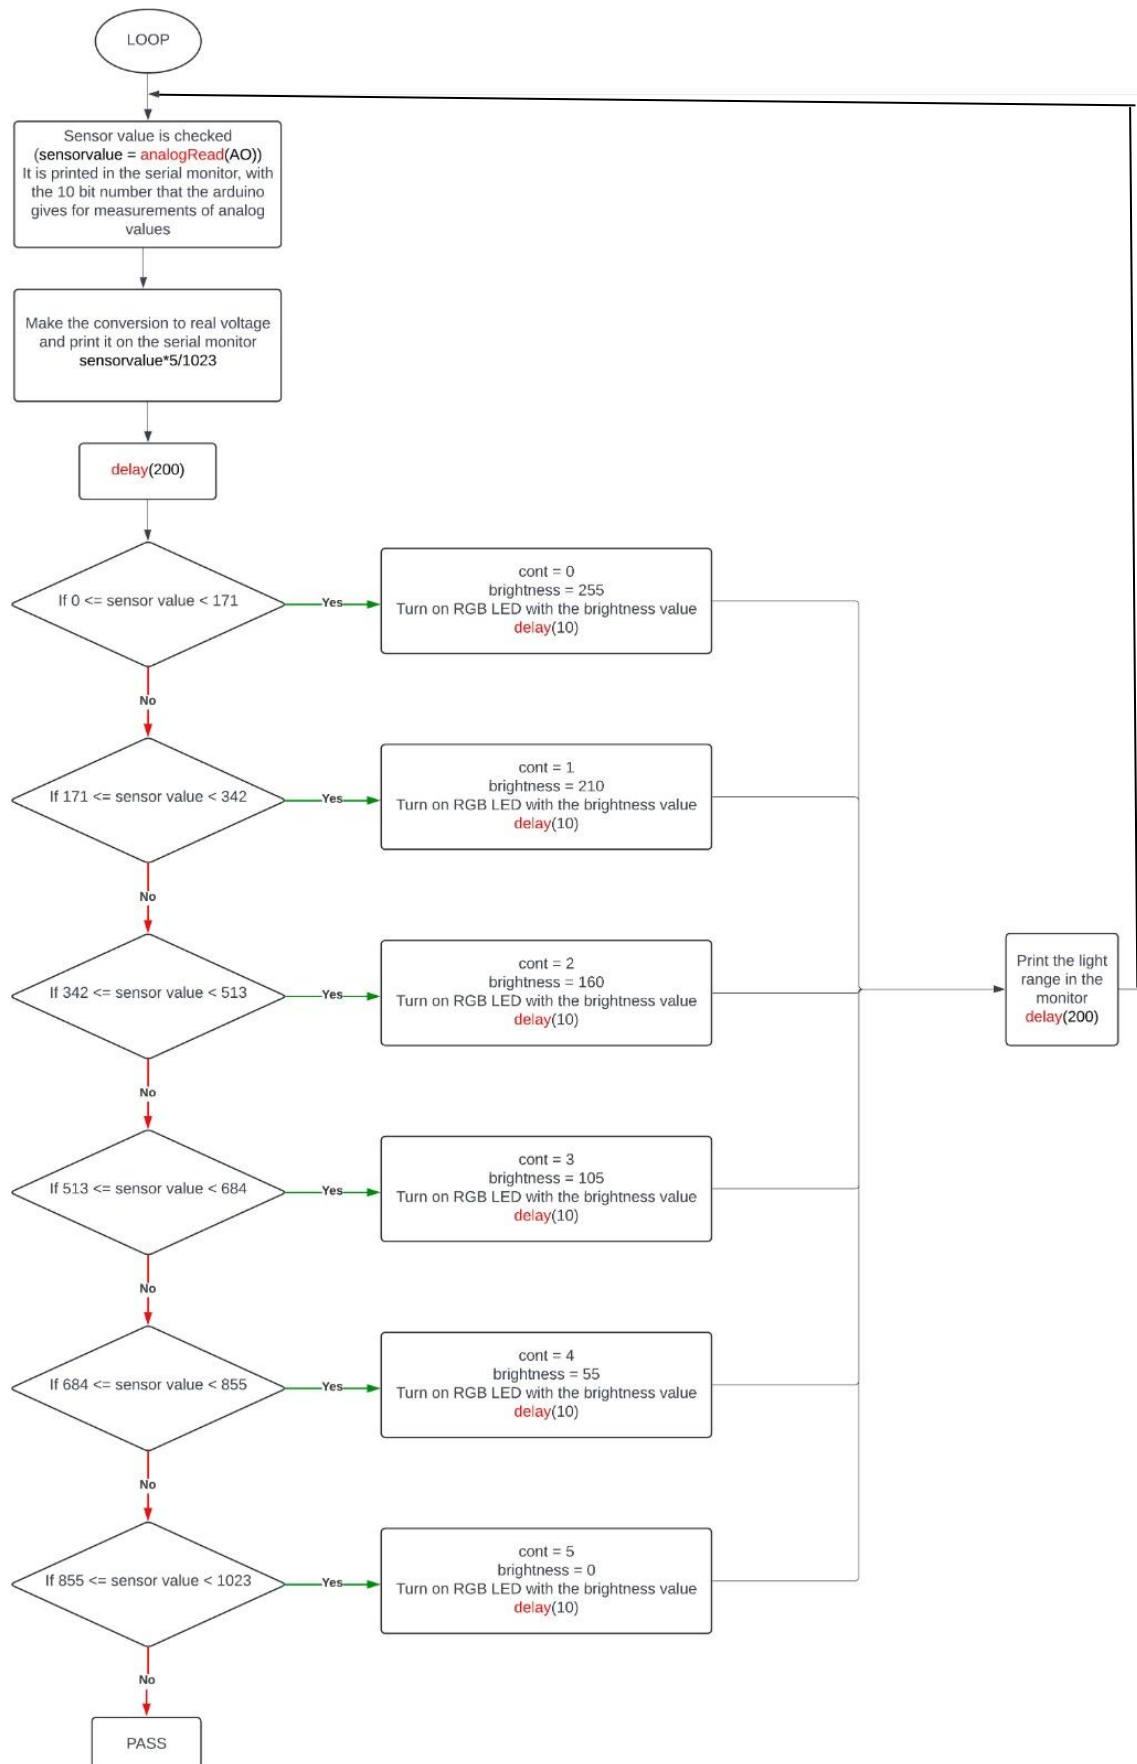 LOOP
Sensor value is checked
(sensorvalue = analogRead(AO))
It is printed in the serial monitor, with
the 10 bit number that the arduino
gives for measurements of analog
values
Make the conversion to real voltage
and print it on the serial monitor
sensorvalue*5/1023
delay(200)
If 0 <= sensor value < 171
Yes
cont = 0
brightness = 255
Turn on RGB LED with the brightness value
delay(10)
No
If 171 <= sensor value < 342
Yes
cont = 1
brightness = 210
Turn on RGB LED with the brightness value
delay(10)
No
If 342 <= sensor value < 513
Yes
cont = 2
brightness = 160
Turn on RGB LED with the brightness value
delay(10)
Print the light
range in the
monitor
delay(200)
No
If 513 <= sensor value < 684
Yes
cont = 3
brightness = 105
Turn on RGB LED with the brightness value
delay(10)
No
If 684 <= sensor value < 855
Yes
cont = 4
brightness = 55
Turn on RGB LED with the brightness value
delay(10)
No
If 855 <= sensor value < 1023
Yes
cont = 5
brightness = 0
Turn on RGB LED with the brightness value
delay(10)
No
PASS